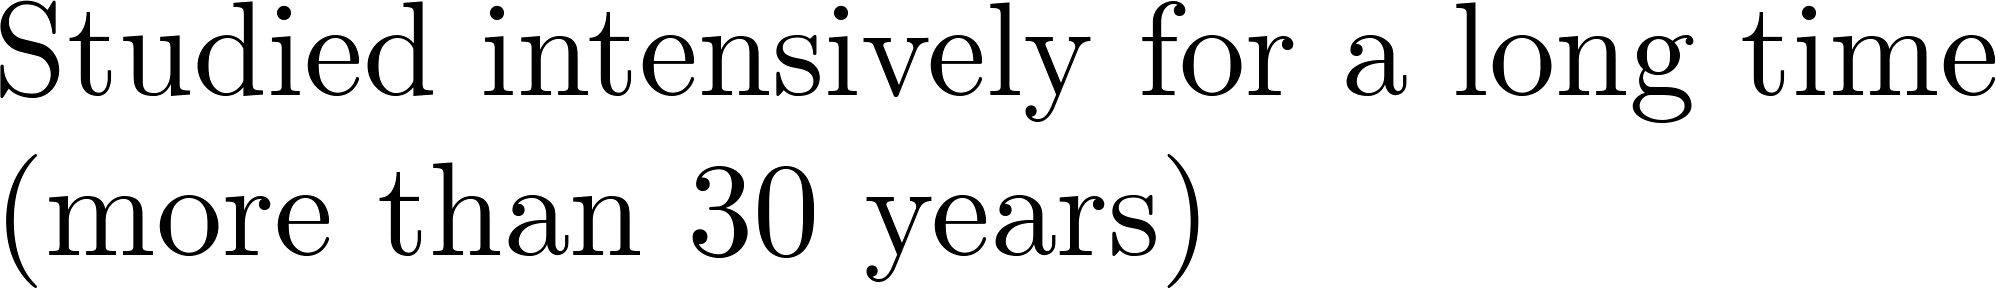 Studied intensively for a long time
(more than 30 years)